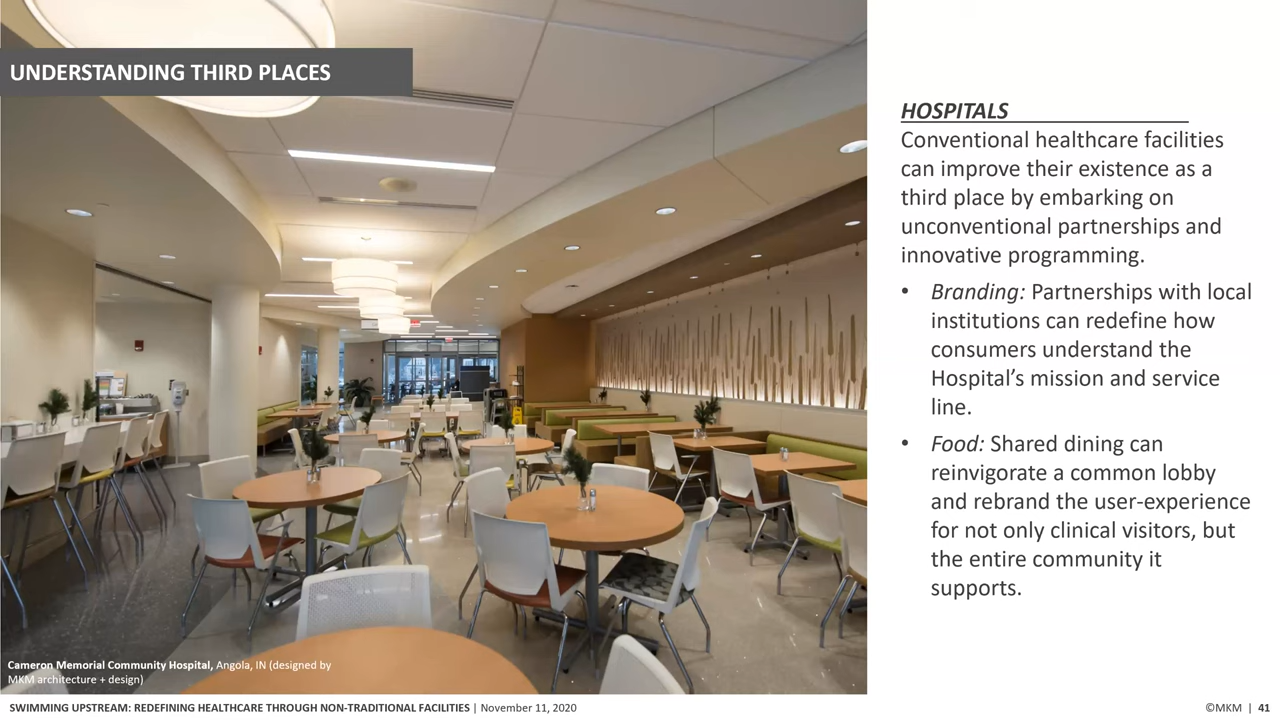 UNDERSTANDING THIRD PLACES
HOSPITALS
Conventional healthcare facilities
can improve their existence as a
third place by embarking on
unconventional partnerships and
innovative programming.
• Branding: Partnerships with local
institutions can redefine how
consumers understand the
Hospital’s mission and service
line.
• Food: Shared dining can
reinvigorate a common lobby
and rebrand the user-experience
for not only clinical visitors, but
the entire community it
supports.
Cameron Memorial Community Hospital, Angola, IN (designed by
MKM architecture + design)
SWIMMING UPSTREAM: REDEFINING HEALTHCARE THROUGH NON-TRADITIONAL FACILITIES | November 11, 2020
©MKM | 41